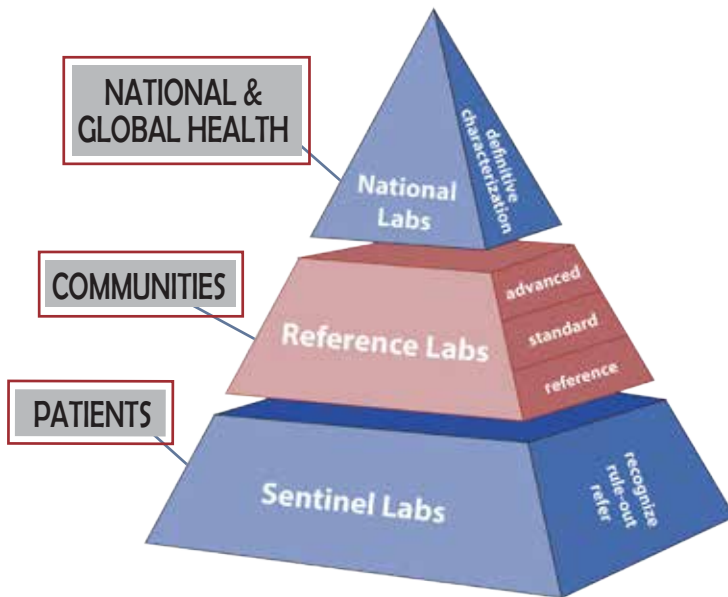 NATIONAL &
GLOBAL HEALTH
National
Labs
definitive
characterization
COMMUNITIES
Reference Labs
advanced
standard
reference
PATIENTS
Sentinel Labs
recognize
rule-out
refer